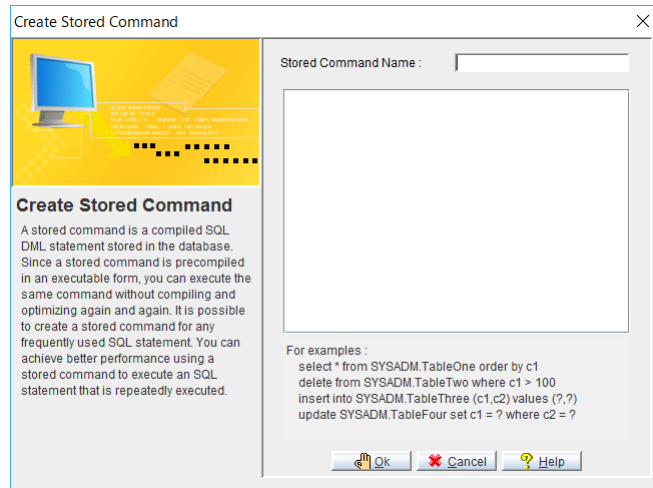 Create Stored Command
Create Stored Command
A stored command is a compiled SQL
DML statement stored in the database.
Since a stored command is precompiled
in an executable form, you can execute the
same command without compiling and
optimizing again and again. It is possible
to create a stored command for any
frequently used SQL statement. You can
achieve better performance using a
stored command to execute an SQL
statement that is repeatedly executed.
Stored Command Name :
For examples :
select * from SYSADM.TableOne order by c1
delete from SYSADM.TableTwo where c1 > 100
insert into SYSADM.TableThree (c1,c2) values (?,?)
update SYSADM.TableFour set c1 = ? where c2 = ?
Ok
Cancel
Help